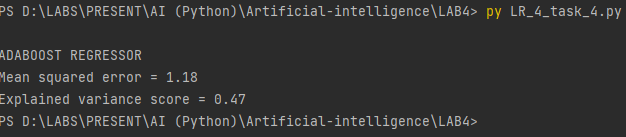 PS D:\LABS\PRESENT\AI (Python)\Artificial-intelligence\LAB4> py LR_4_task_4.py
ADABOOST REGRESSOR
Mean squared error = 1.18
Explained variance score = 0.47
PS D:\LABS\PRESENT\AI (Python)\Artificial-intelligence\LAB4>